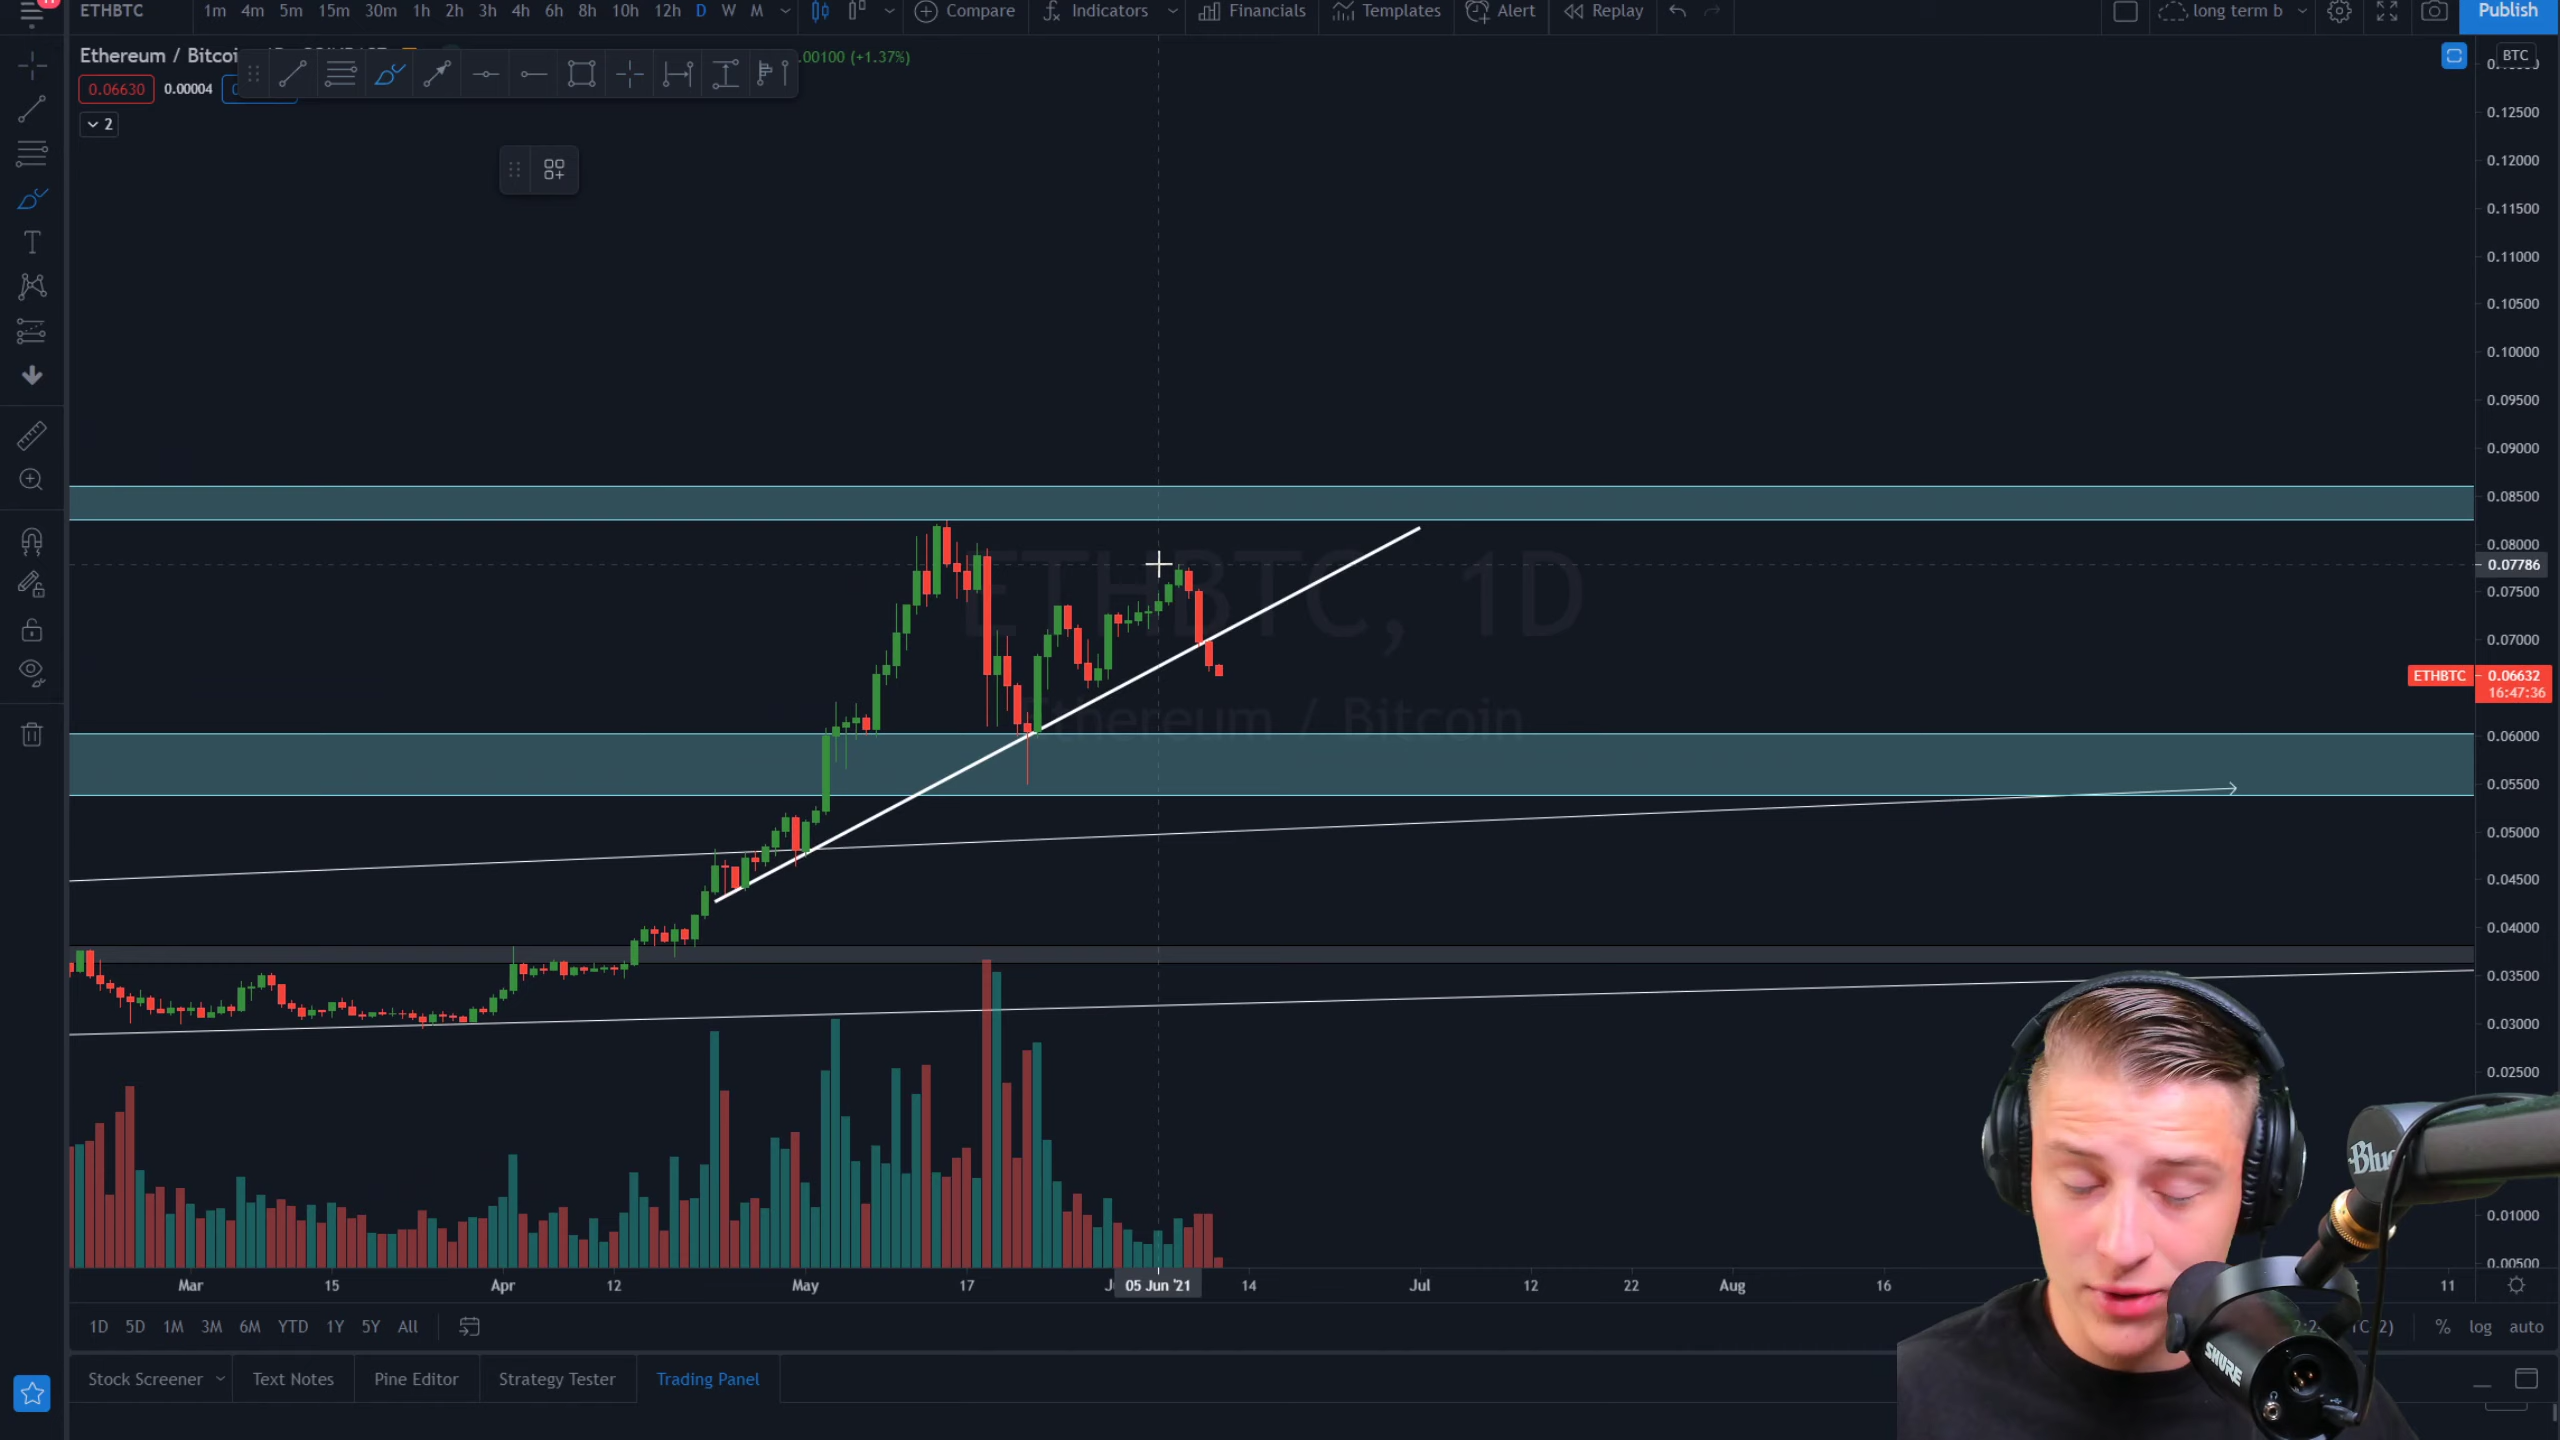 ETHBTC 1m 4m 5m 15m 30m 1h 2h 3h 4h 6h 8h 10h 12h D W M Compare Indicators Financials Templates Alert Replay long term b Publish
Ethereum / Bitcoi
.00100 (+1.37%)
BTC
0.06630 0.00004
2
0.12500
0.12000
0.11500
0.11000
0.10500
0.10000
0.09500
0.09000
0.08500
0.08000
0.07786
0.07500
0.07000
ETHBTC 0.06632
16:47:36
0.06000
0.05500
0.05000
0.04500
0.04000
0.03500
0.03000
0.02500
0.01000
0.00500
ETHBTC, 1D
Ethereum / Bitcoin
Mar 15 Apr 12 May 17 05 Jun '21 14 Jul 12 22 Aug 16 11
1D 5D 1M 3M 6M YTD 1Y 5Y All % log auto
Stock Screener Text Notes Pine Editor Strategy Tester Trading Panel
Blue
SHURE